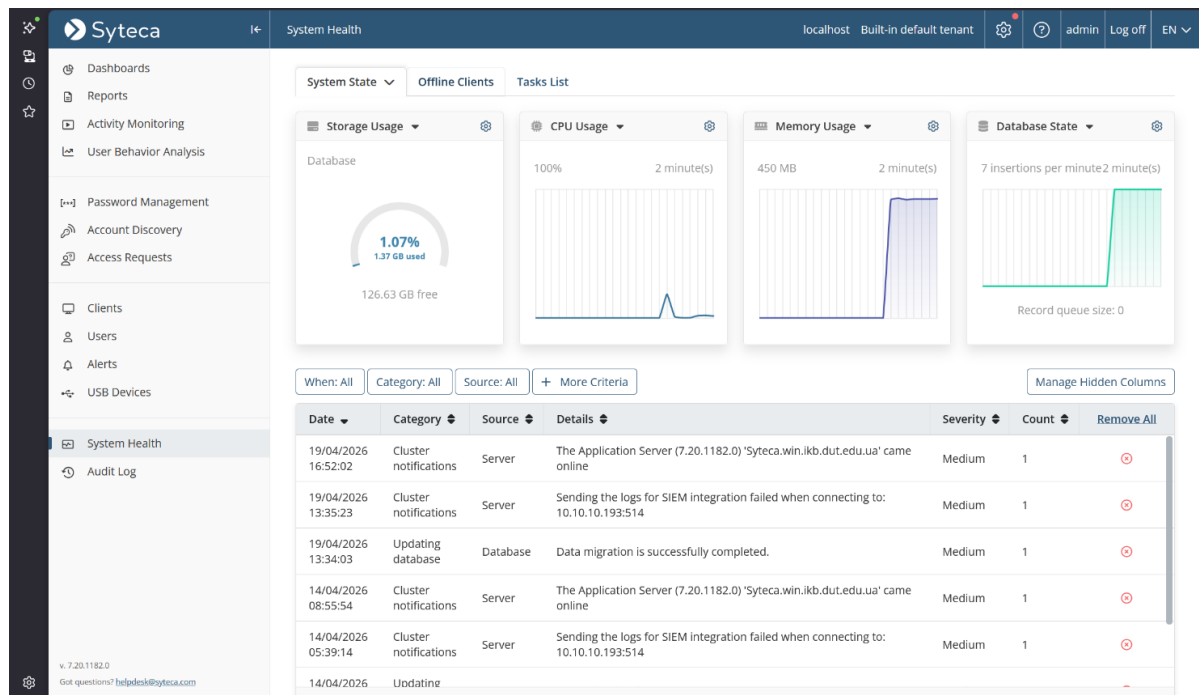 Syteca
System Health
localhost Built-in default tenant
admin Log off EN
Dashboards
Reports
Activity Monitoring
User Behavior Analysis
Password Management
Account Discovery
Access Requests
Clients
Users
Alerts
USB Devices
System Health
Audit Log
v. 7.20.1182.0
Got questions? helpdesk@syteca.com
System State Offline Clients Tasks List
Storage Usage
Database
1.07%
1.37 GB used
126.63 GB free
CPU Usage
100% 2 minute(s)
Memory Usage
450 MB 2 minute(s)
Database State
7 insertions per minute 2 minute(s)
Record queue size: 0
When: All Category: All Source: All + More Criteria Manage Hidden Columns
Date Category Source Details Severity Count Remove All
19/04/2026 Cluster The Application Server (7.20.1182.0) 'Syteca.win.ikb.dut.edu.ua' came
16:52:02 notifications Server online Medium 1
19/04/2026 Cluster Sending the logs for SIEM integration failed when connecting to:
13:35:23 notifications Server 10.10.10.193:514 Medium 1
19/04/2026 Updating
13:34:03 database Database Data migration is successfully completed. Medium 1
14/04/2026 Cluster The Application Server (7.20.1182.0) 'Syteca.win.ikb.dut.edu.ua' came
08:55:54 notifications Server online Medium 1
14/04/2026 Cluster Sending the logs for SIEM integration failed when connecting to:
05:39:14 notifications Server 10.10.10.193:514 Medium 1
14/04/2026 Updating